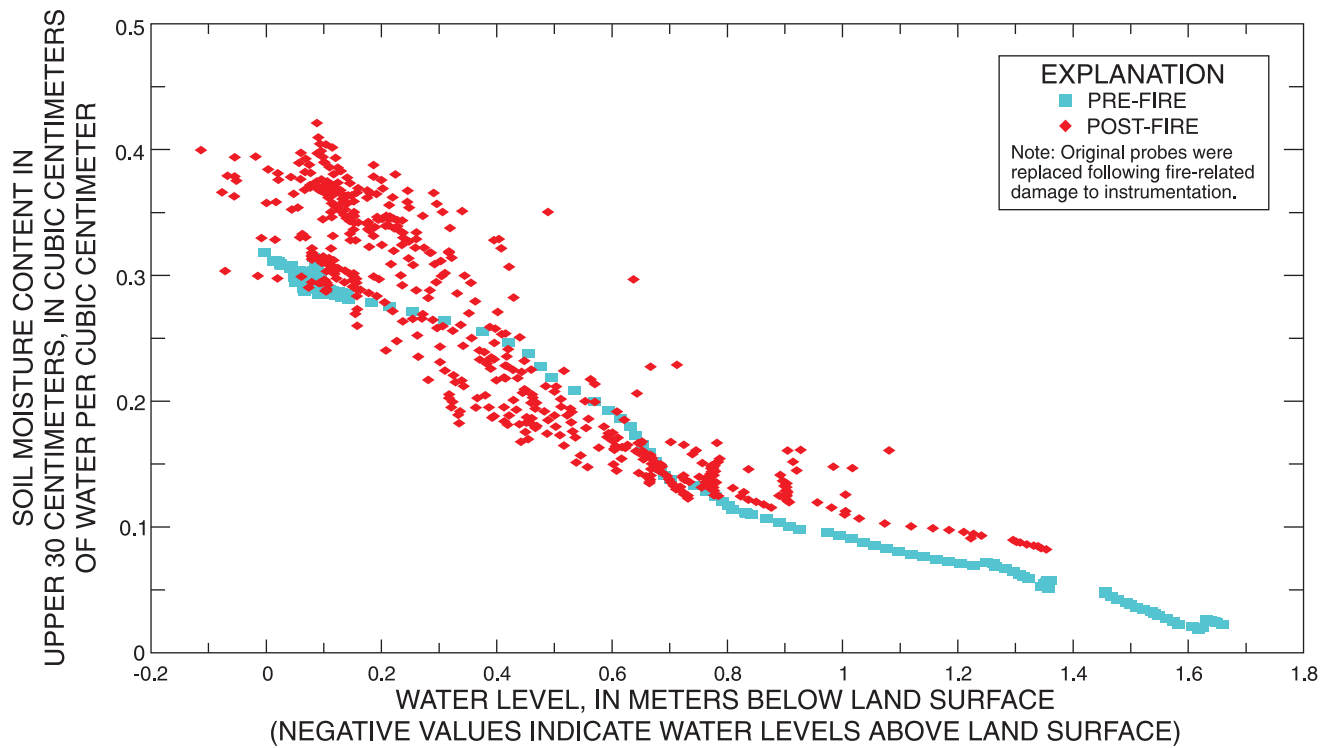 SOIL MOISTURE CONTENT IN
UPPER 30 CENTIMETERS, IN CUBIC CENTIMETERS
OF WATER PER CUBIC CENTIMETER
0.5
0.4
0.3
0.2
0.1
0
EXPLANATION
PRE-FIRE
POST-FIRE
Note: Original probes were
replaced following fire-related
damage to instrumentation.
-0.2 0 0.2 0.4 0.6 0.8 1 1.2 1.4 1.6 1.8
WATER LEVEL, IN METERS BELOW LAND SURFACE
(NEGATIVE VALUES INDICATE WATER LEVELS ABOVE LAND SURFACE)